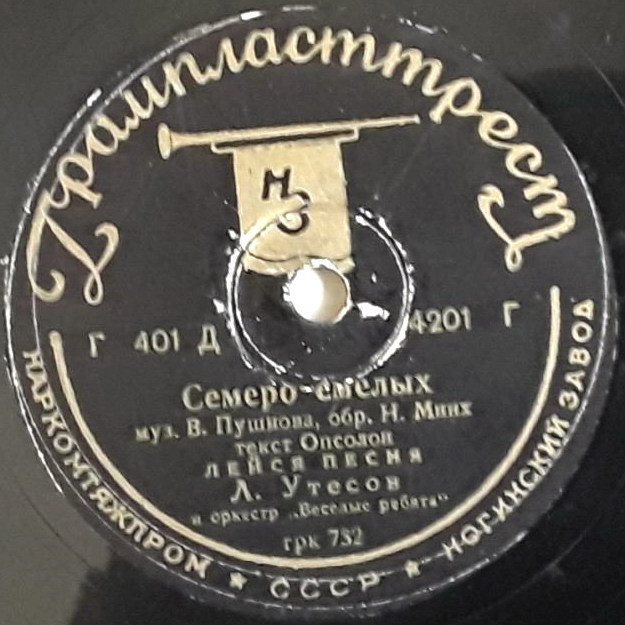 Грампласттрест
НЗ
Г 401 Д
4201 Г
Семеро-смелых
муз. В. Пушкова, обр. Н. Минх
текст Опсолон
ЛЕЙСЯ ПЕСНЯ
Л. Утесов
и оркестр „Веселые ребята“
грк 732
НАРКОМТЯЖПРОМ ★ СССР ★ НОГИНСКИЙ ЗАВОД